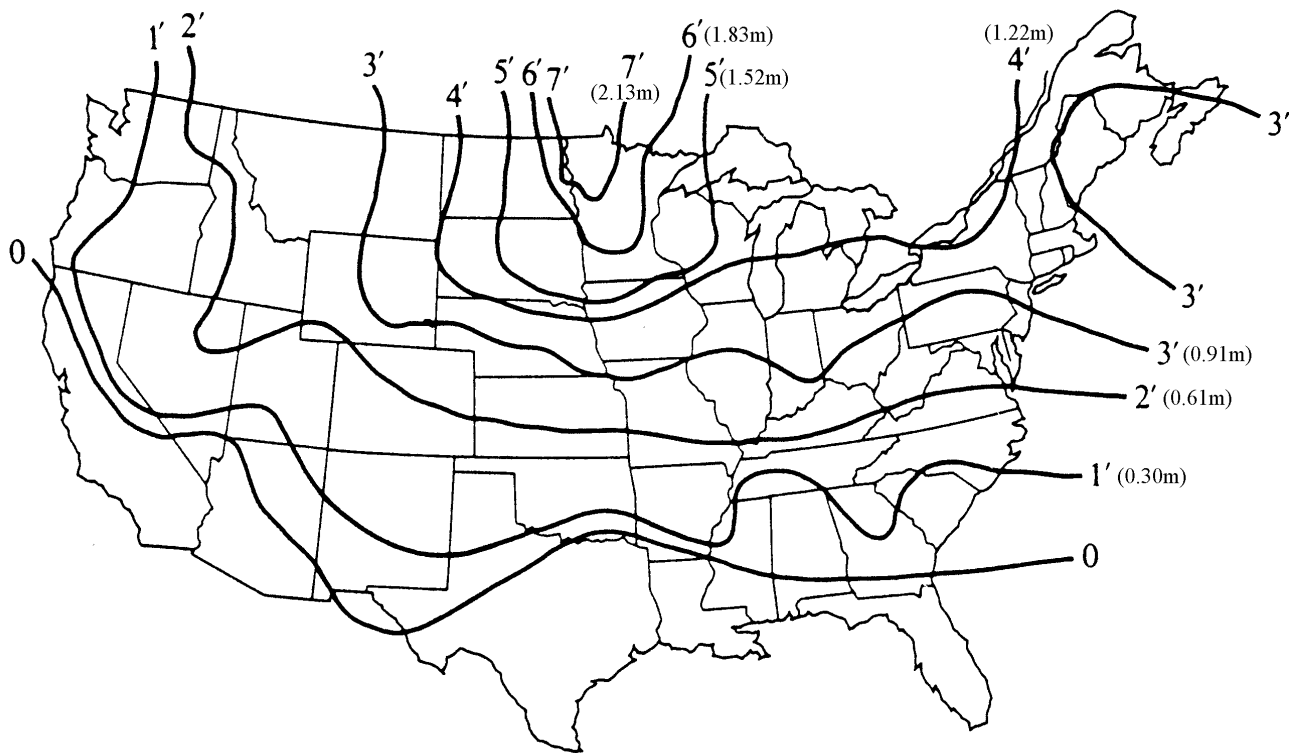 1′
2′
3′
4′
5′
6′
7′
7′
(2.13m)
6′ (1.83m)
5′ (1.52m)
(1.22m)
4′
3′
0
3′
3′ (0.91m)
2′ (0.61m)
1′ (0.30m)
0